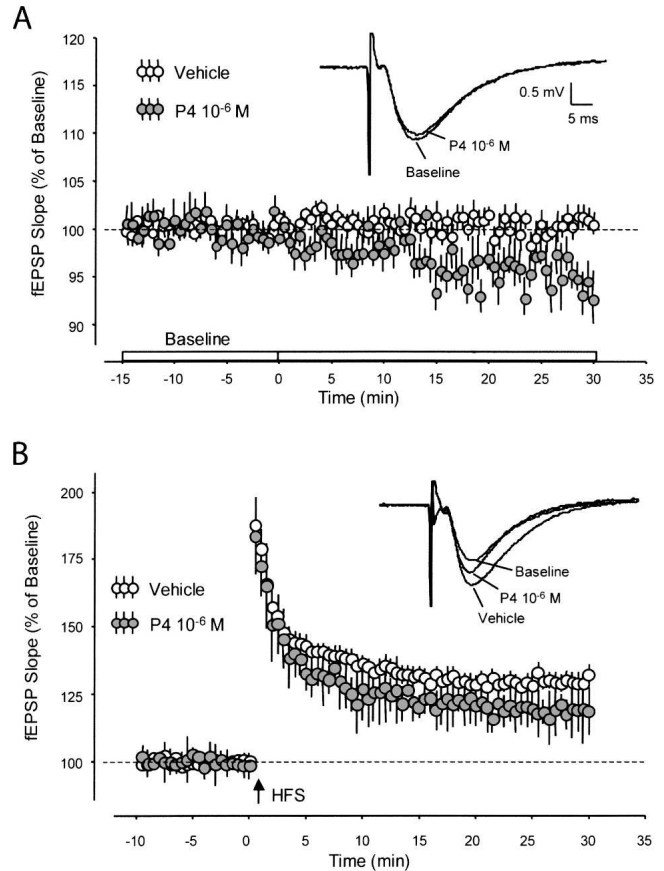 A
fEPSP Slope (% of Baseline)
120
115
110
105
100
95
90
Vehicle
P4 10⁻⁶ M
0.5 mV
5 ms
P4 10⁻⁶ M
Baseline
Baseline
-15 -10 -5 0 5 10 15 20 25 30 35
Time (min)
B
fEPSP Slope (% of Baseline)
200
175
150
125
100
Vehicle
P4 10⁻⁶ M
Baseline
P4 10⁻⁶ M
Vehicle
HFS
-10 -5 0 5 10 15 20 25 30 35
Time (min)